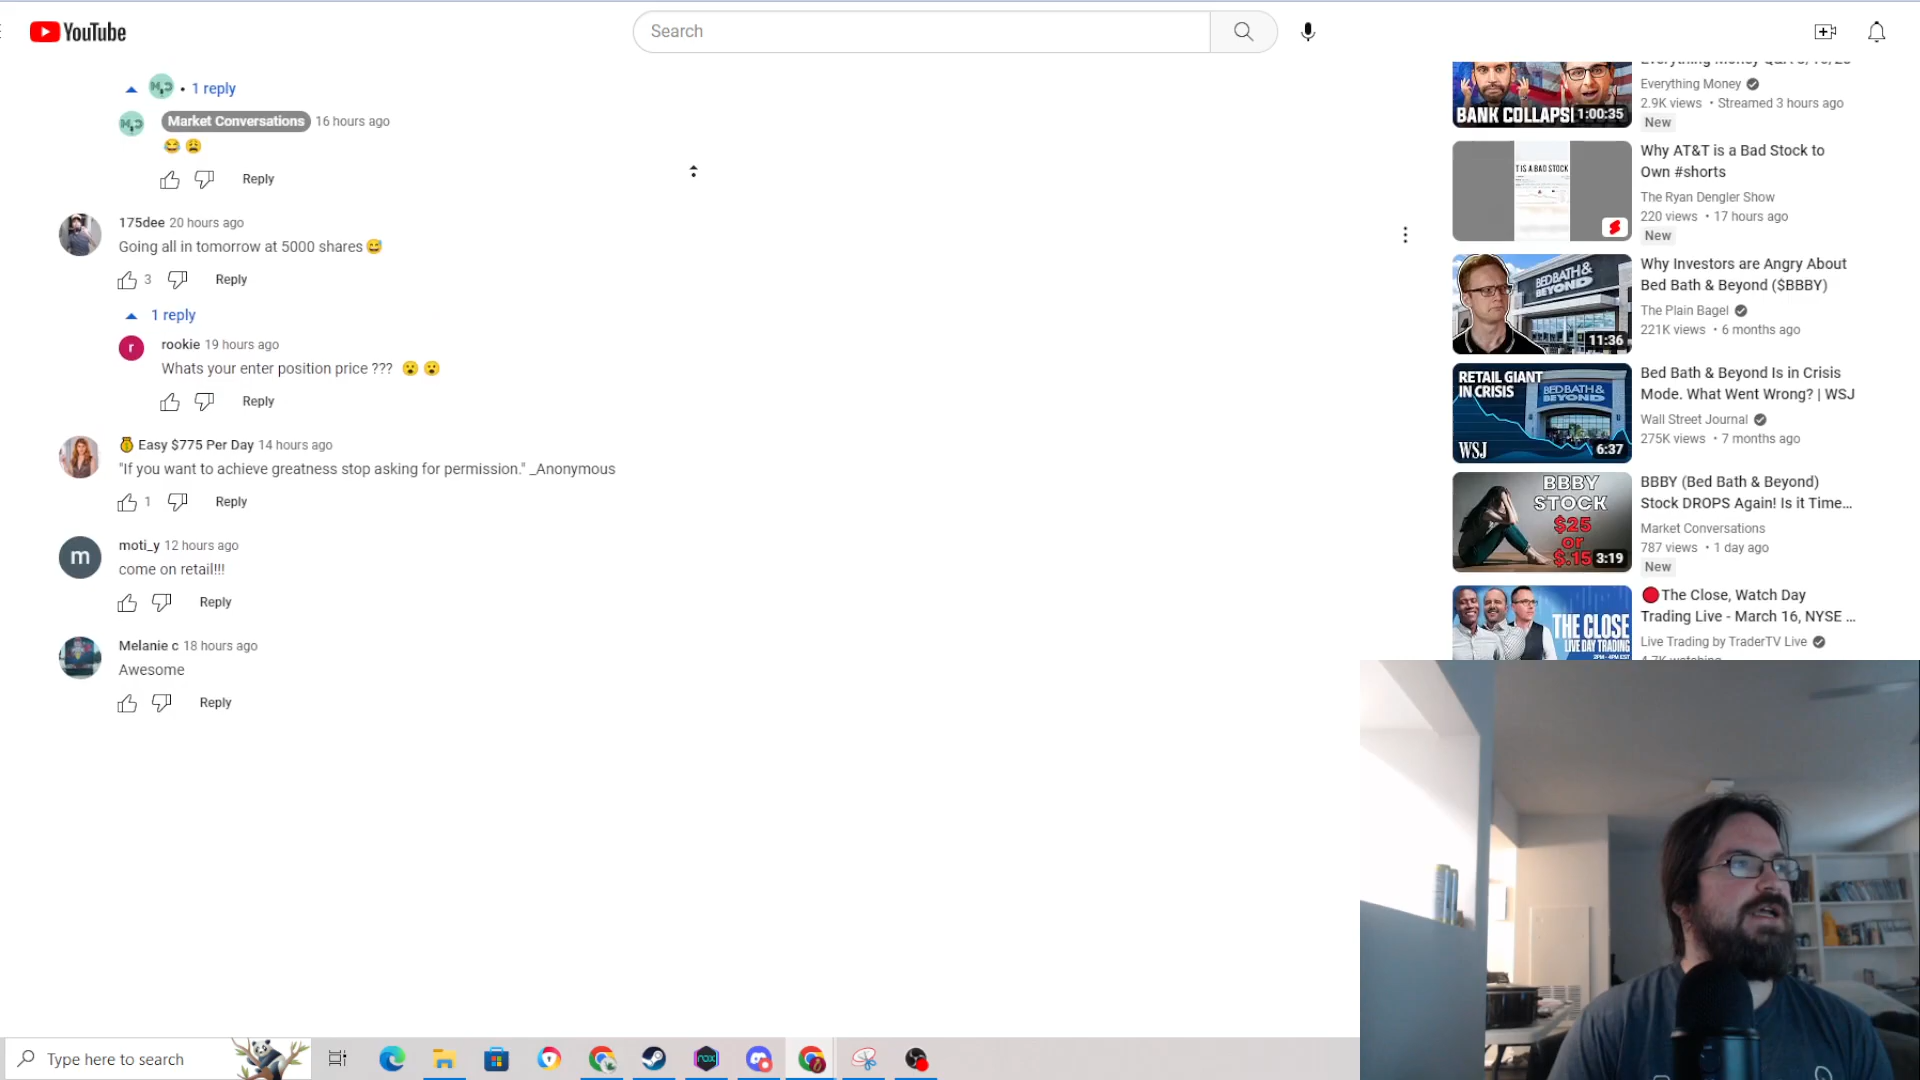 YouTube
Search
1 reply
Market Conversations 16 hours ago
😂 😩
Reply
175dee 20 hours ago
Going all in tomorrow at 5000 shares 😅
3
Reply
1 reply
r
rookie 19 hours ago
Whats your enter position price ??? 😮 😮
Reply
💰 Easy $775 Per Day 14 hours ago
"If you want to achieve greatness stop asking for permission." _Anonymous
1
Reply
m
moti_y 12 hours ago
come on retail!!!
Reply
Melanie c 18 hours ago
Awesome
Reply
BANK COLLAPS
1:00:35
Everything Money
2.9K views • Streamed 3 hours ago
New
T IS A BAD STOCK
Why AT&T is a Bad Stock to
Own #shorts
The Ryan Dengler Show
220 views • 17 hours ago
New
BED BATH &
BEYOND
11:36
Why Investors are Angry About
Bed Bath & Beyond ($BBBY)
The Plain Bagel
221K views • 6 months ago
RETAIL GIANT
IN CRISIS
BED BATH &
BEYOND
WSJ
6:37
Bed Bath & Beyond Is in Crisis
Mode. What Went Wrong? | WSJ
Wall Street Journal
275K views • 7 months ago
BBBY
STOCK
$25
or
$.15
3:19
BBBY (Bed Bath & Beyond)
Stock DROPS Again! Is it Time...
Market Conversations
787 views • 1 day ago
New
THE CLOSE
LIVE DAY TRADING
🔴The Close, Watch Day
Trading Live - March 16, NYSE ...
Live Trading by TraderTV Live
Type here to search
nox